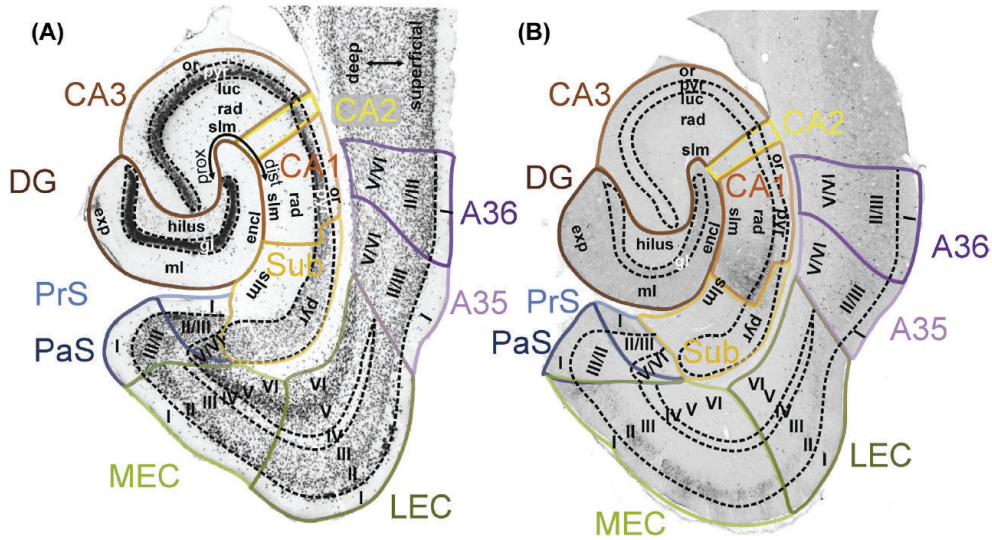 (A)
deep
superficial
or
pyr
luc
rad
slm
CA3
CA2
prox
dist
CA1
or
rad
slm
DG
exp
hilus
gl
encl
ml
V/VI
II/III
I
A36
Sub
slm
pyr
V/VI
II/III
I
A35
PrS
PaS
I
II/III
V/VI
I
II/III
MEC
I
II
III
IV
V
VI
LEC
VI
V
IV
III
II
I
(B)
or
pyr
luc
rad
slm
CA3
CA2
CA1
or
pyr
rad
slm
DG
exp
hilus
gl
encl
ml
V/VI
II/III
I
A36
Sub
slm
pyr
V/VI
II/III
I
A35
PrS
PaS
I
II/III
V/VI
I
II/III
MEC
I
II
III
IV
V
VI
LEC
VI
V
IV
III
II
I